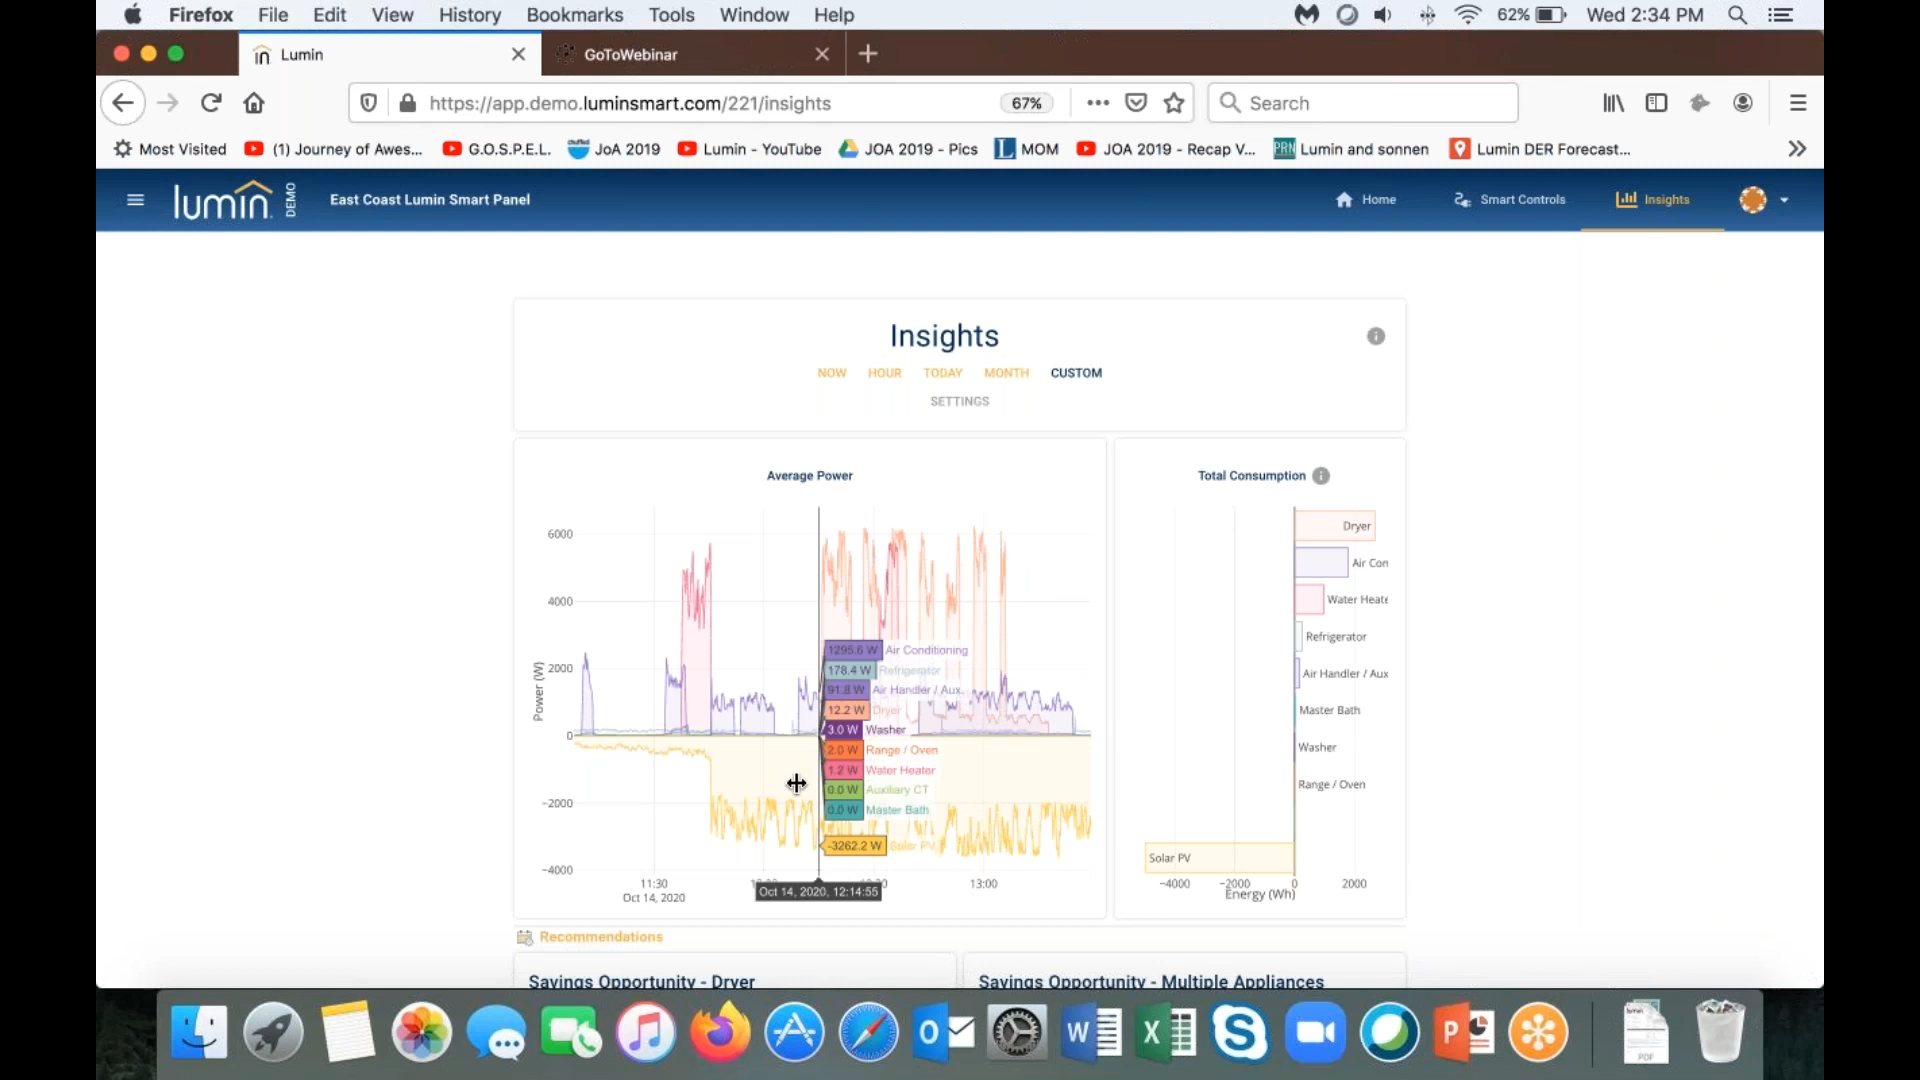 Firefox File Edit View History Bookmarks Tools Window Help 62% Wed 2:34 PM
in Lumin GoToWebinar
https://app.demo.luminsmart.com/221/insights 67% Search
Most Visited (1) Journey of Awes... G.O.S.P.E.L. chuffed JoA 2019 Lumin - YouTube JOA 2019 - Pics L MOM JOA 2019 - Recap V... PRN Lumin and sonnen Lumin DER Forecast...
lumin DEMO East Coast Lumin Smart Panel Home Smart Controls Insights
Insights
NOW HOUR TODAY MONTH CUSTOM
SETTINGS
Average Power
Power (W)
6000
4000
2000
0
−2000
−4000
1295.6 W Air Conditioning
178.4 W Refrigerator
91.8 W Air Handler / Aux.
12.2 W Dryer
3.0 W Washer
2.0 W Range / Oven
1.2 W Water Heater
0.0 W Auxiliary CT
0.0 W Master Bath
-3262.2 W Solar PV
11:30 13:00
Oct 14, 2020
Oct 14, 2020, 12:14:55
Total Consumption
Dryer
Air Con
Water Heate
Refrigerator
Air Handler / Aux
Master Bath
Washer
Range / Oven
Solar PV
−4000 −2000 0 2000
Energy (Wh)
Recommendations
Savings Opportunity - Dryer
Savings Opportunity - Multiple Appliances
W X S P
lumin
PDF